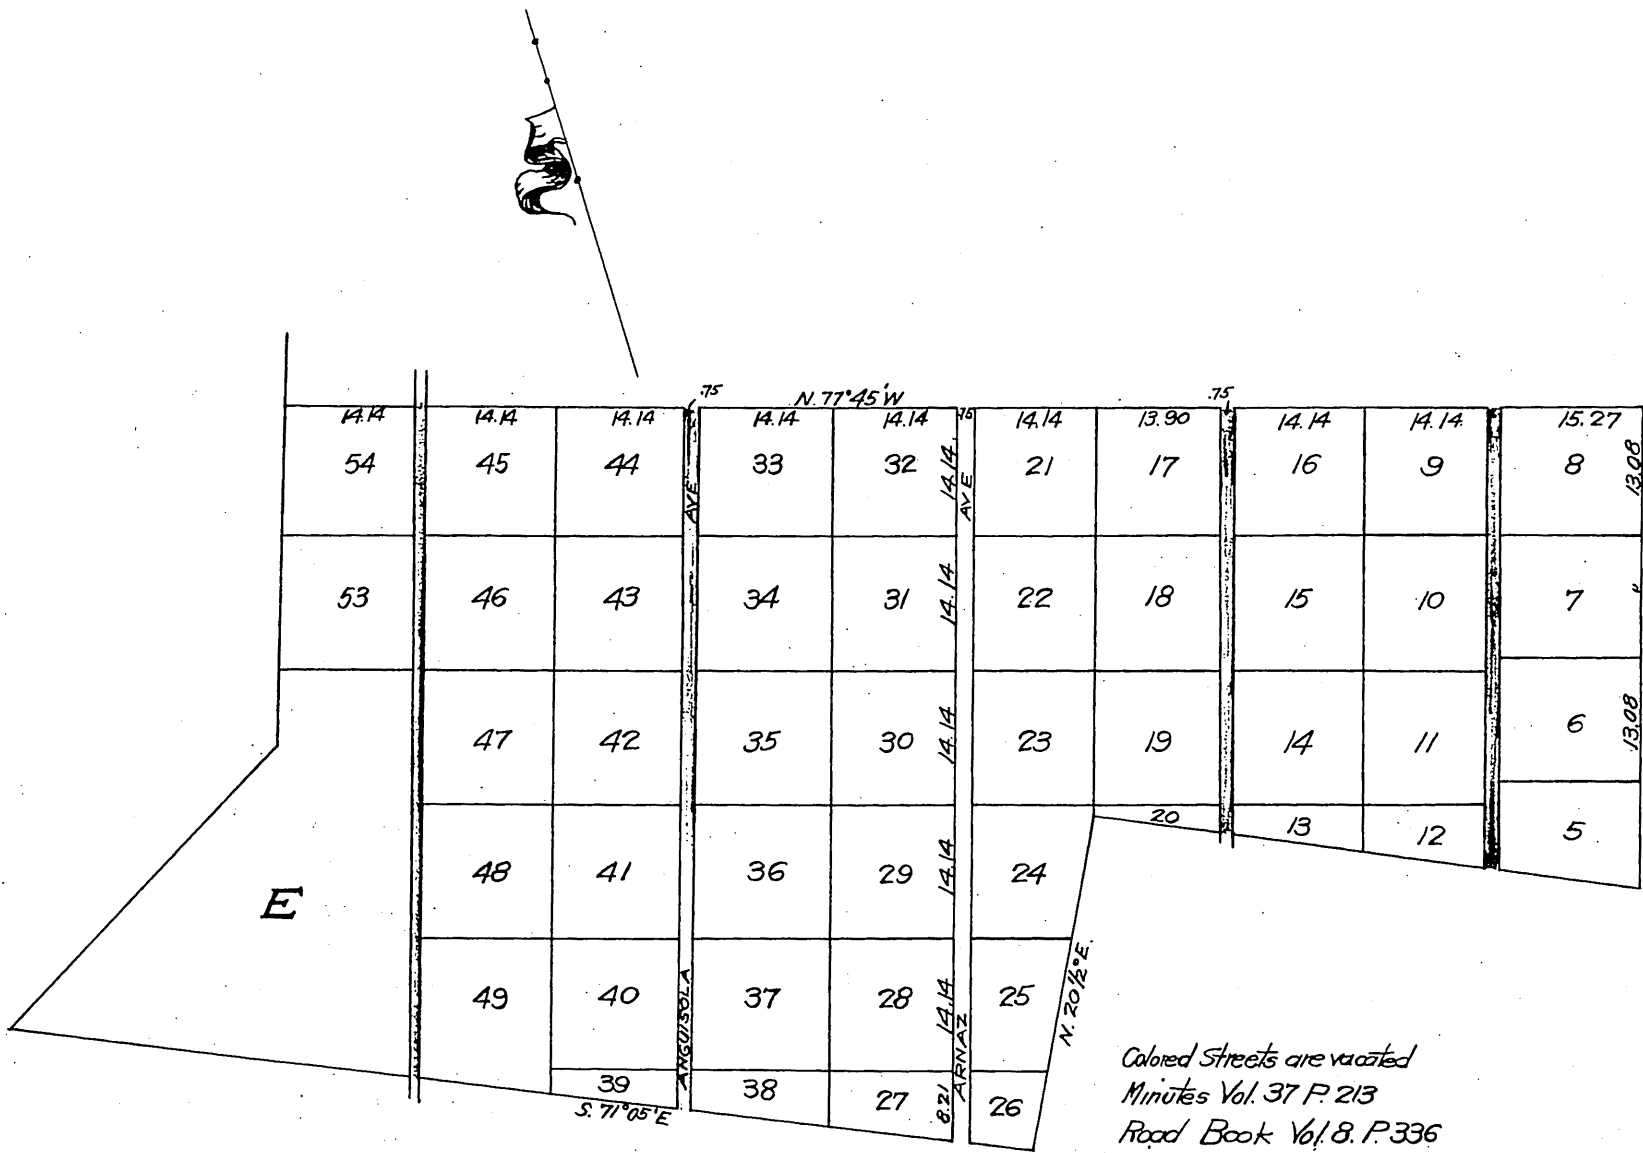 .75 N. 77°45'W .75
14.14 14.14 14.14 14.14 14.14 .75 14.14 13.90 14.14 14.14 15.27
54 45 44 33 32 14.14 21 17 16 9 8 13.08
AVE AVE
53 46 43 34 31 14.14 22 18 15 10 7 "
47 42 35 30 14.14 23 19 14 11 6 13.08
20 13 12 5
48 41 36 29 14.14 24
E
49 40 37 28 14.14 25 N. 20½°E.
ANGUISOLA ARNAZ
39 38 27 8.21 26
S. 71°05'E
Colored Streets are vacated
Minutes Vol. 37 P. 213
Road Book Vol. 8. P. 336